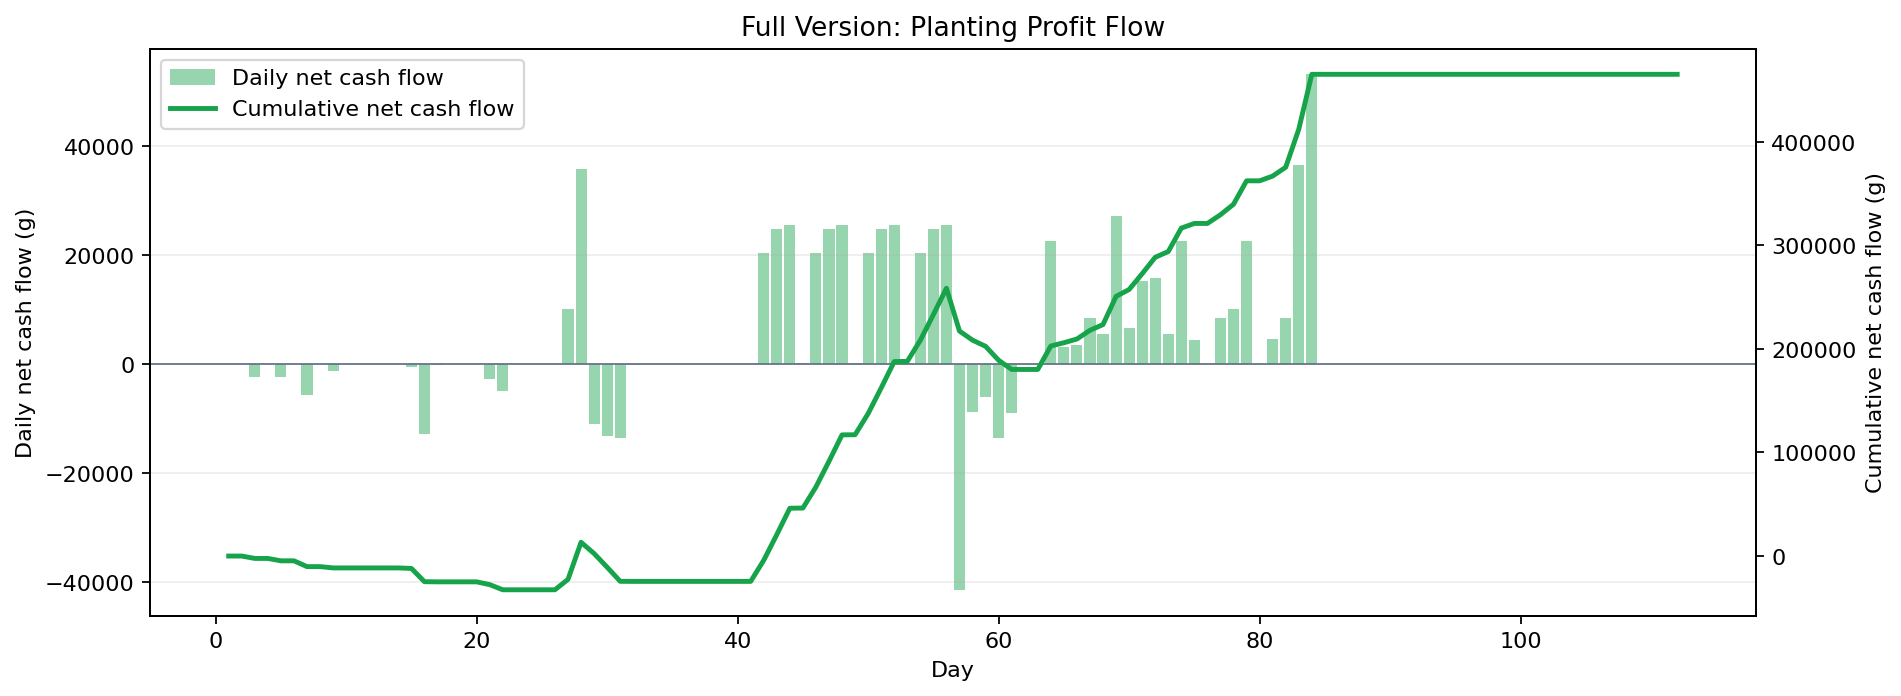 Full Version: Planting Profit Flow
Daily net cash flow
Cumulative net cash flow
40000
20000
0
−20000
−40000
Daily net cash flow (g)
400000
300000
200000
100000
0
Cumulative net cash flow (g)
0
20
40
60
80
100
Day